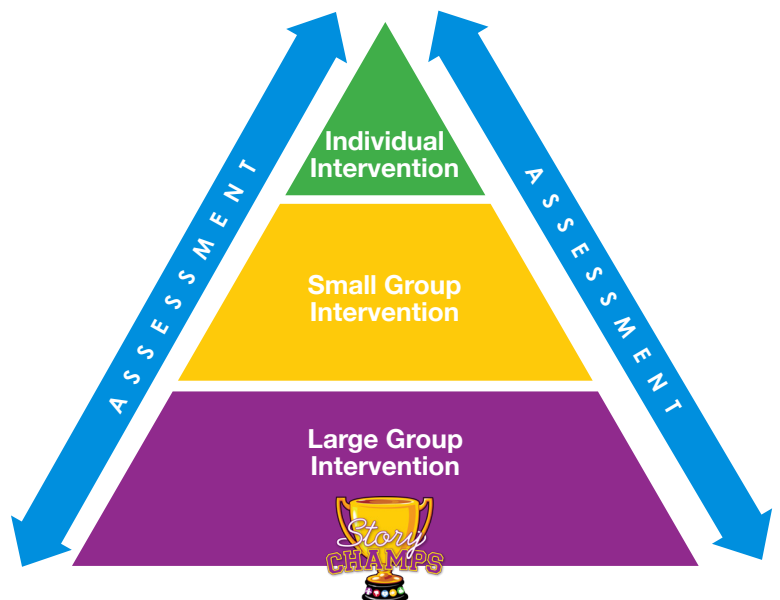 Individual
Intervention
ASSESSMENT
ASSESSMENT
Small Group
Intervention
Large Group
Intervention
Story
CHAMPS